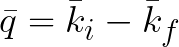 q̄ = k̄ᵢ − k̄_f